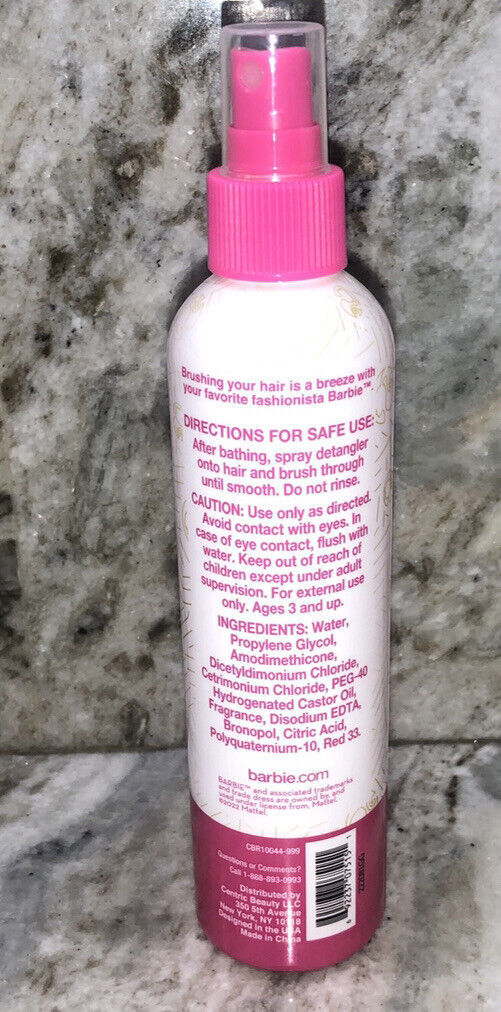 Brushing your hair is a breeze with
your favorite fashionista Barbie™.
DIRECTIONS FOR SAFE USE:
After bathing, spray detangler
onto hair and brush through
until smooth. Do not rinse.
CAUTION: Use only as directed.
Avoid contact with eyes. In
case of eye contact, flush with
water. Keep out of reach of
children except under adult
supervision. For external use
only. Ages 3 and up.
INGREDIENTS: Water,
Propylene Glycol,
Amodimethicone,
Dicetyldimonium Chloride,
Cetrimonium Chloride, PEG-40
Hydrogenated Castor Oil,
Fragrance, Disodium EDTA,
Bronopol, Citric Acid,
Polyquaternium-10, Red 33.
barbie.com
BARBIE™ and associated trademarks
and trade dress are owned by, and
used under license from, Mattel.
©2022 Mattel.
CBR10044-999
Questions or Comments?
Call 1-888-893-0993
Distributed by
Centric Beauty LLC
350 5th Avenue
New York, NY 10118
Designed in the USA
Made in China